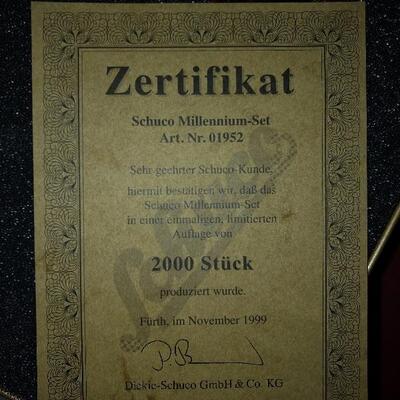 Zertifikat
Schuco Millennium-Set
Art. Nr. 01952
Sehr geehrter Schuco-Kunde,
hiermit bestätigen wir, daß das
Schuco Millennium-Set
in einer einmaligen, limitierten
Auflage von
2000 Stück
produziert wurde.
Fürth, im November 1999
Dickie-Schuco GmbH & Co. KG